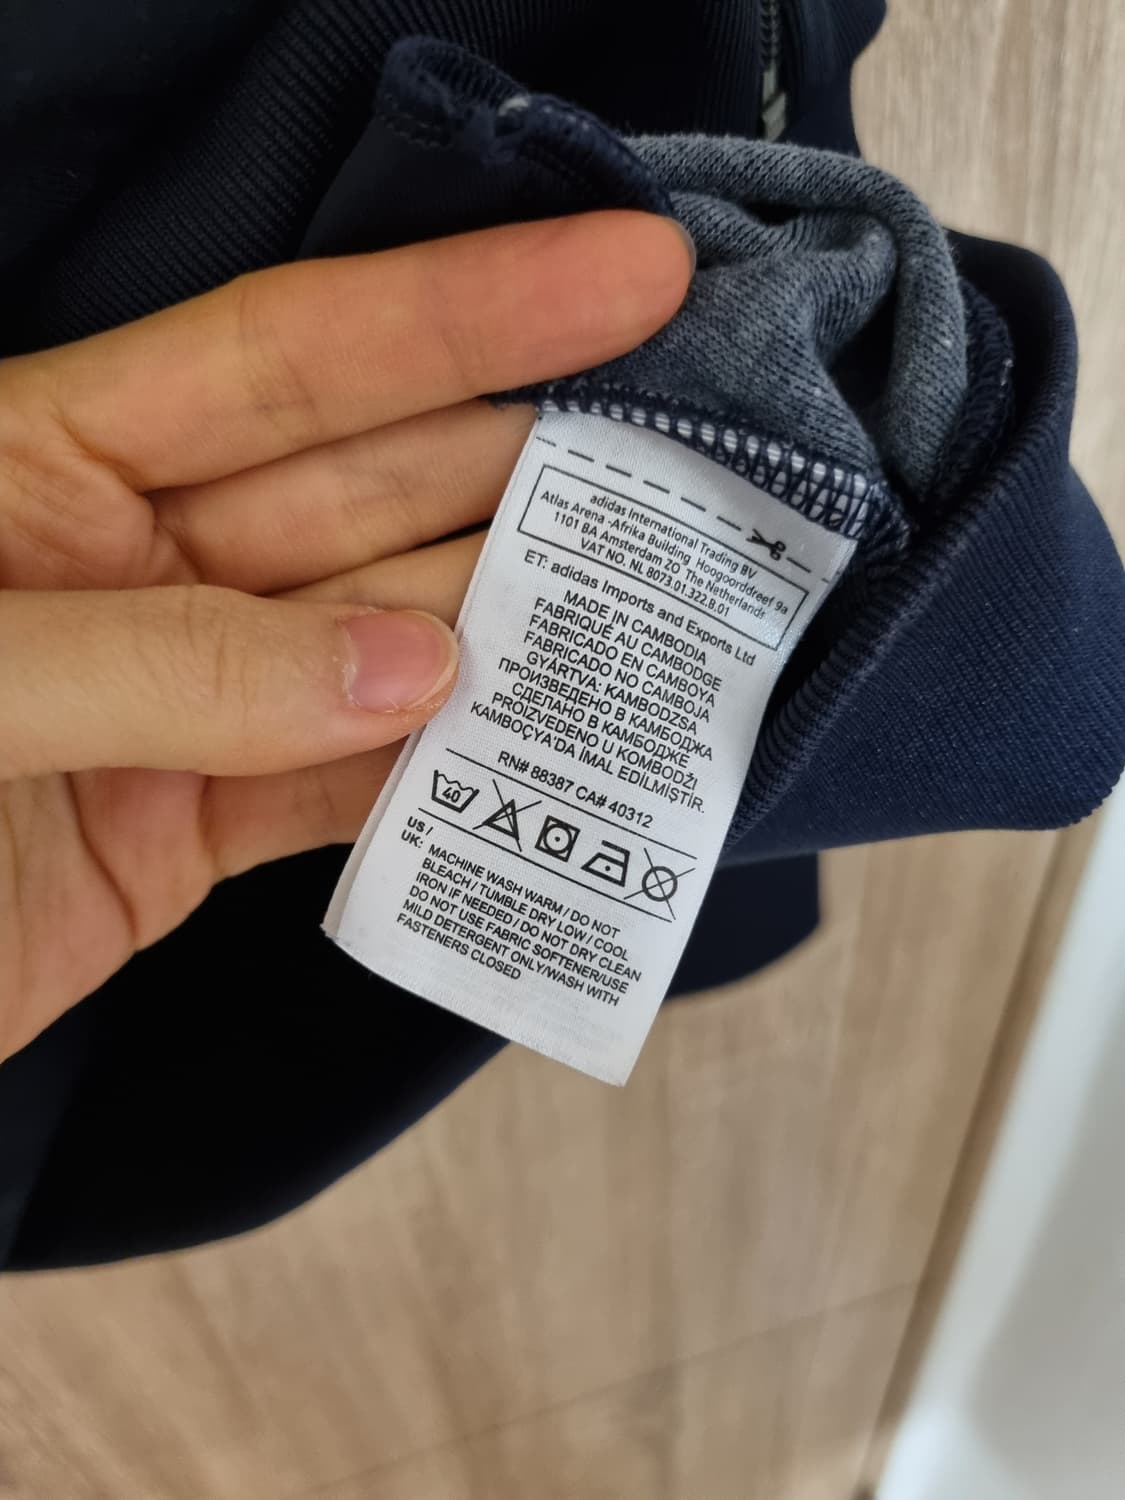 adidas International Trading BV
Atlas Arena -Afrika Building Hoogoorddreef 9a
1101 BA Amsterdam ZO The Netherlands
VAT NO. NL 8073.01.322.B.01
ET: adidas Imports and Exports Ltd
MADE IN CAMBODIA
FABRIQUÉ AU CAMBODGE
FABRICADO EN CAMBOYA
FABRICADO NO CAMBOJA
GYÁRTVA: KAMBODZSA
ПРОИЗВЕДЕНО В КАМБОДЖА
СДЕЛАНО В КАМБОДЖЕ
PROIZVEDENO U KOMBODŽI
KAMBOÇYA'DA İMAL EDİLMİŞTİR.
RN# 88387 CA# 40312
40
US /
UK: MACHINE WASH WARM / DO NOT
BLEACH / TUMBLE DRY LOW / COOL
IRON IF NEEDED / DO NOT DRY CLEAN
DO NOT USE FABRIC SOFTENER/USE
MILD DETERGENT ONLY/WASH WITH
FASTENERS CLOSED